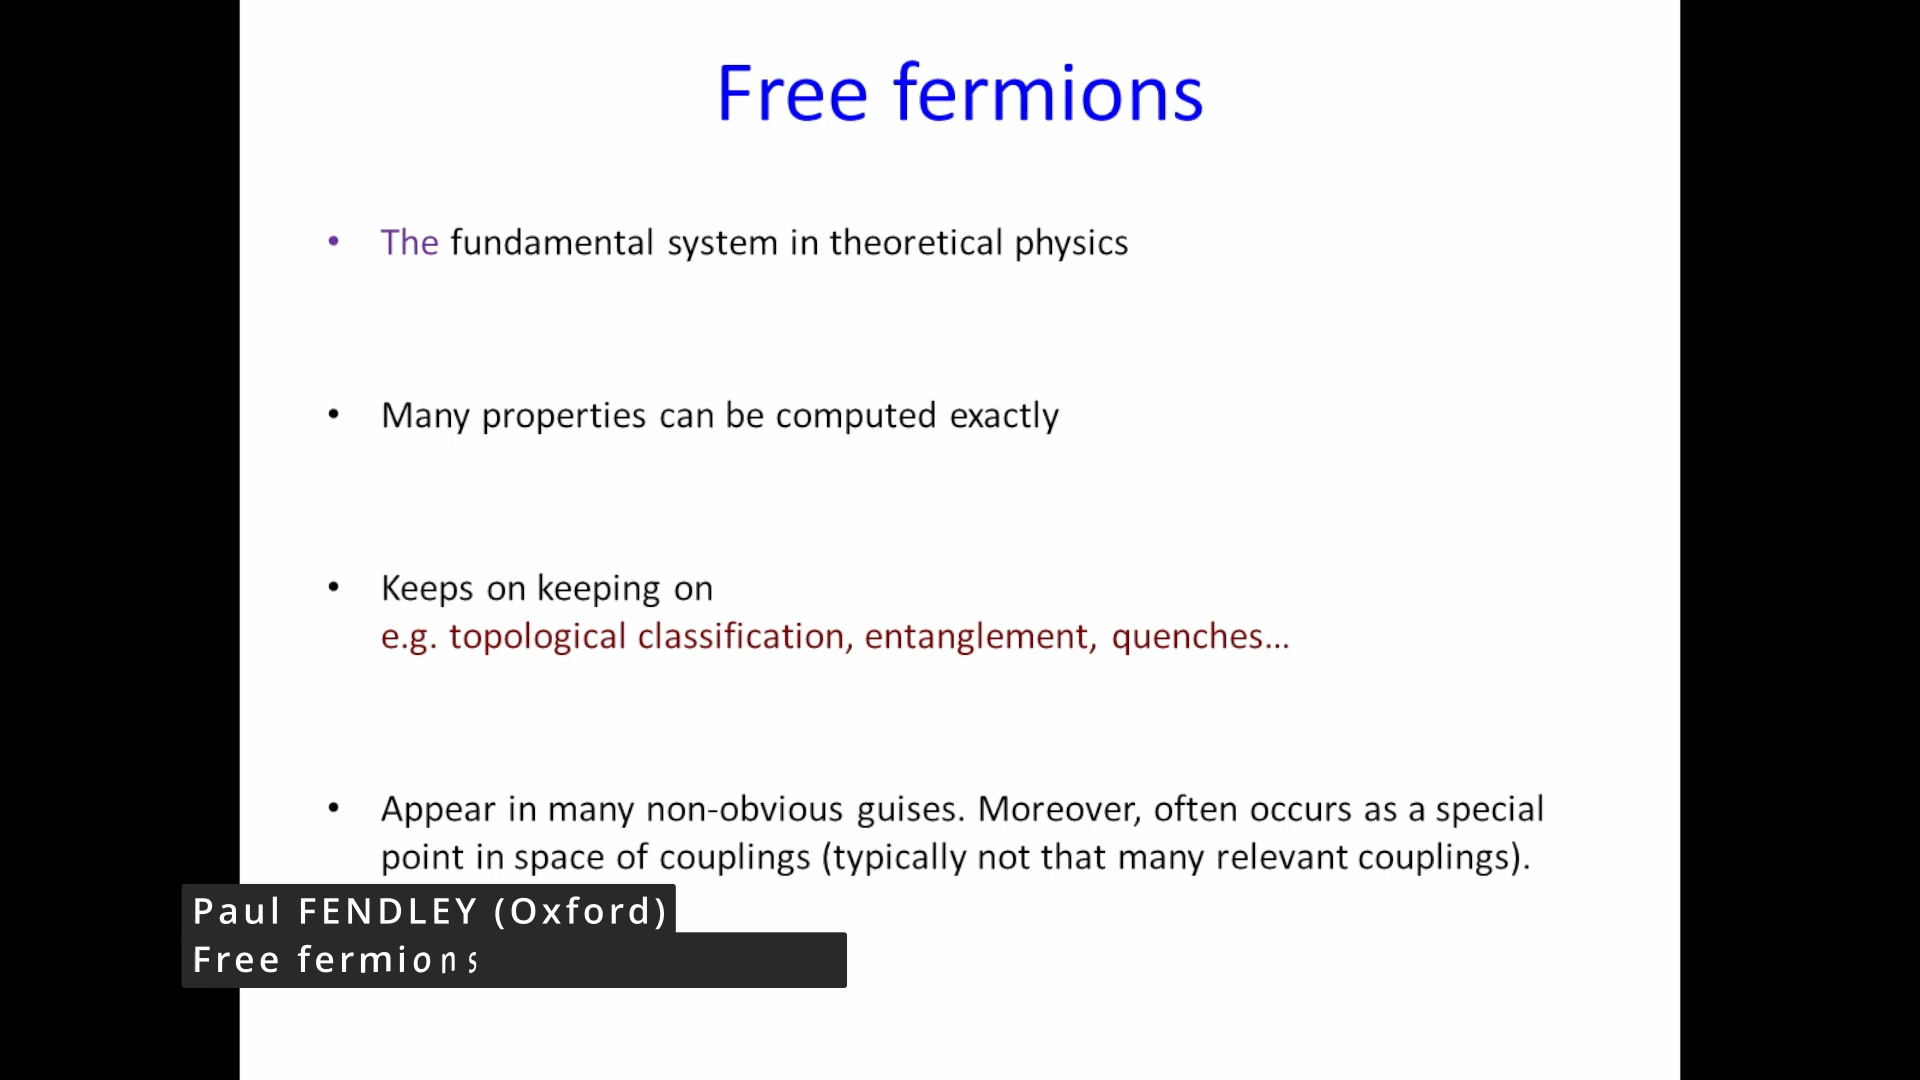 Free fermions
• The fundamental system in theoretical physics
• Many properties can be computed exactly
• Keeps on keeping on
e.g. topological classification, entanglement, quenches...
• Appear in many non-obvious guises. Moreover, often occurs as a special
point in space of couplings (typically not that many relevant couplings).
Paul FENDLEY (Oxford)
Free fermions